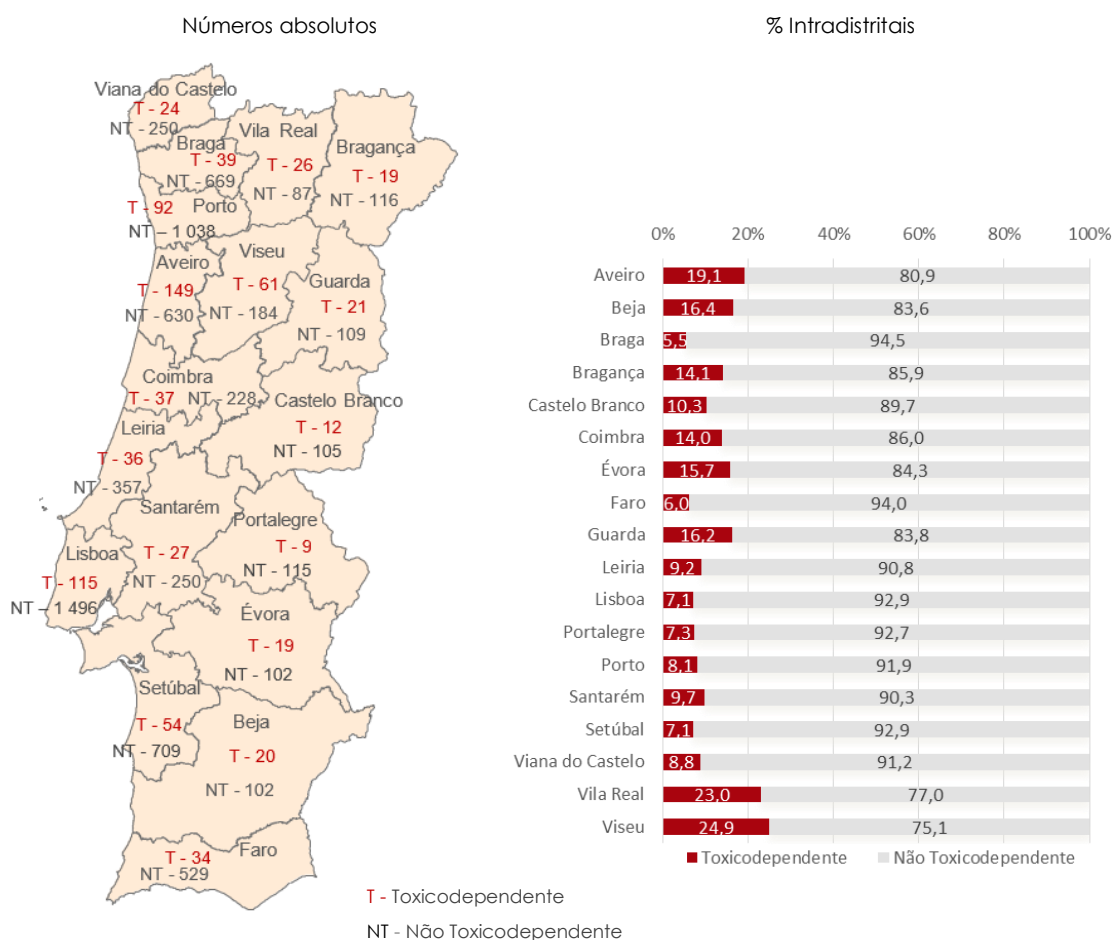 Números absolutos
% Intradistritais
Viana do Castelo
T - 24
NT - 250
Braga
T - 39
NT - 669
Vila Real
T - 26
NT - 87
Bragança
T - 19
NT - 116
T - 92
Porto
NT – 1 038
Aveiro
T - 149
NT - 630
Viseu
T - 61
NT - 184
Guarda
T - 21
NT - 109
Coimbra
T - 37
NT - 228
Castelo Branco
T - 12
NT - 105
Leiria
T - 36
NT - 357
Santarém
T - 27
NT - 250
Portalegre
T - 9
NT - 115
Lisboa
T - 115
NT – 1 496
Évora
T - 19
NT - 102
Setúbal
T - 54
NT - 709
Beja
T - 20
NT - 102
Faro
T - 34
NT - 529
T - Toxicodependente
NT - Não Toxicodependente
0% 20% 40% 60% 80% 100%
Aveiro 19,1 80,9
Beja 16,4 83,6
Braga 5,5 94,5
Bragança 14,1 85,9
Castelo Branco 10,3 89,7
Coimbra 14,0 86,0
Évora 15,7 84,3
Faro 6,0 94,0
Guarda 16,2 83,8
Leiria 9,2 90,8
Lisboa 7,1 92,9
Portalegre 7,3 92,7
Porto 8,1 91,9
Santarém 9,7 90,3
Setúbal 7,1 92,9
Viana do Castelo 8,8 91,2
Vila Real 23,0 77,0
Viseu 24,9 75,1
Toxicodependente Não Toxicodependente